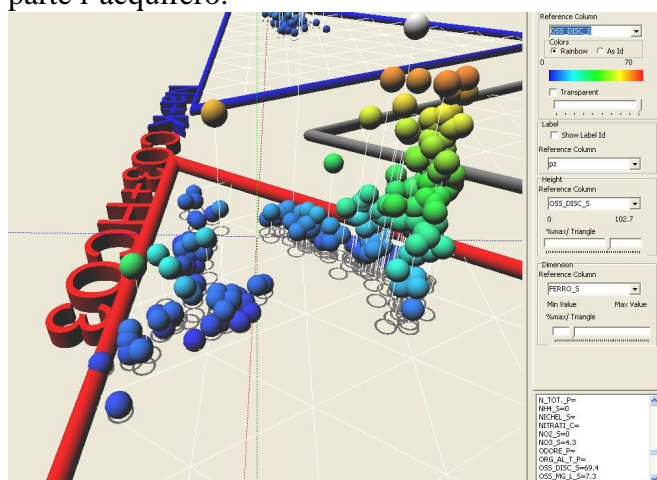 parte l'acquifero.
Reference Column
OSS_DISC_S
Colors
Rainbow As Id
0 70
Transparent
Label
Show Label Id
Reference Column
pz
Height
Reference Column
OSS_DISC_S
0 102.7
%max/ Triangle
Dimension
Reference Column
FERRO_S
Min Value Max Value
%max/ Triangle
N_TOT._P=
NH4_S=0
NICHEL_S=
NITRATI_C=
NO2_S=0
NO3_S=4.3
ODORE_P=
ORG_AL_T_P=
OSS_DISC_S=69.4
OSS_MG_L_S=7.3
Na+K
CO3+HCO3